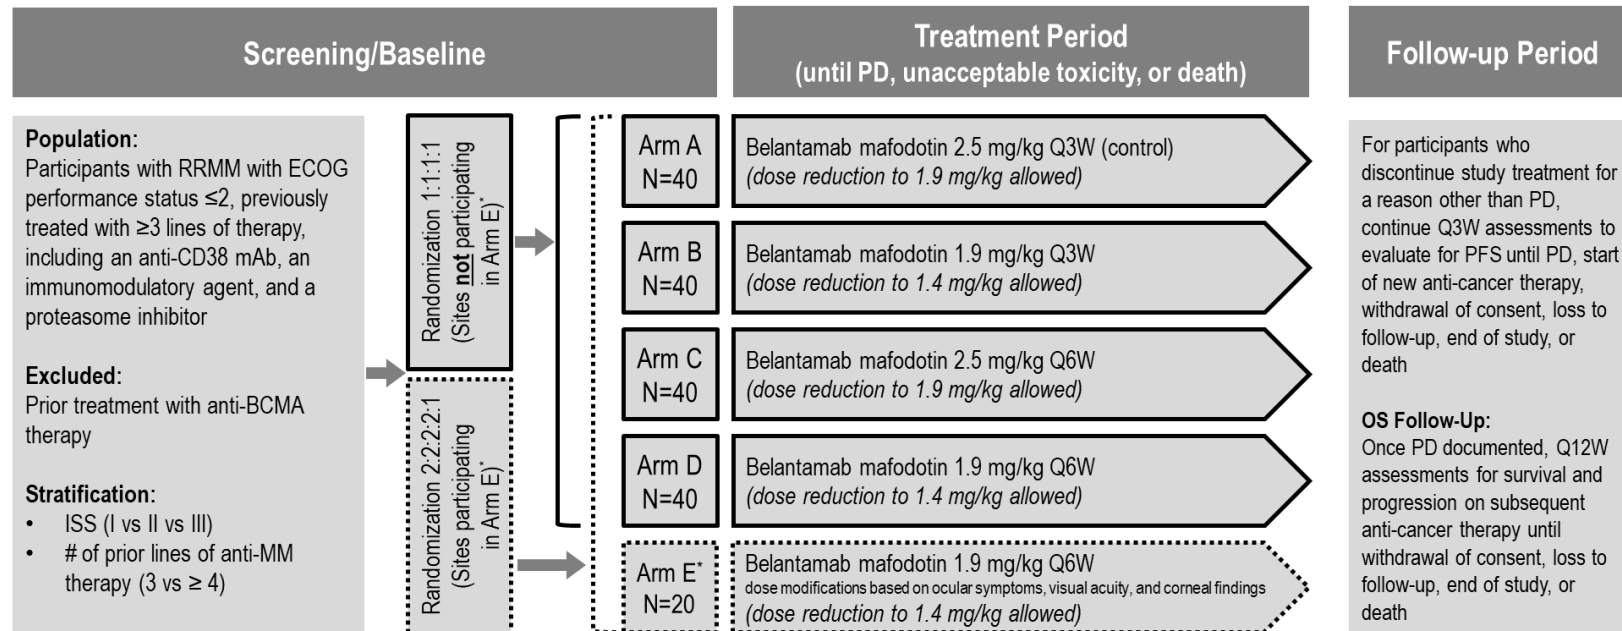 Screening/Baseline
Treatment Period
(until PD, unacceptable toxicity, or death)
Follow-up Period
Population:
Participants with RRMM with ECOG
performance status ≤2, previously
treated with ≥3 lines of therapy,
including an anti-CD38 mAb, an
immunomodulatory agent, and a
proteasome inhibitor
Excluded:
Prior treatment with anti-BCMA
therapy
Stratification:
• ISS (I vs II vs III)
• # of prior lines of anti-MM
therapy (3 vs ≥ 4)
Randomization 1:1:1:1
(Sites not participating
in Arm E)*
Randomization 2:2:2:2:1
(Sites participating
in Arm E)*
Arm A
N=40
Belantamab mafodotin 2.5 mg/kg Q3W (control)
(dose reduction to 1.9 mg/kg allowed)
Arm B
N=40
Belantamab mafodotin 1.9 mg/kg Q3W
(dose reduction to 1.4 mg/kg allowed)
Arm C
N=40
Belantamab mafodotin 2.5 mg/kg Q6W
(dose reduction to 1.9 mg/kg allowed)
Arm D
N=40
Belantamab mafodotin 1.9 mg/kg Q6W
(dose reduction to 1.4 mg/kg allowed)
Arm E*
N=20
Belantamab mafodotin 1.9 mg/kg Q6W
dose modifications based on ocular symptoms, visual acuity, and corneal findings
(dose reduction to 1.4 mg/kg allowed)
For participants who
discontinue study treatment for
a reason other than PD,
continue Q3W assessments to
evaluate for PFS until PD, start
of new anti-cancer therapy,
withdrawal of consent, loss to
follow-up, end of study, or
death
OS Follow-Up:
Once PD documented, Q12W
assessments for survival and
progression on subsequent
anti-cancer therapy until
withdrawal of consent, loss to
follow-up, end of study, or
death